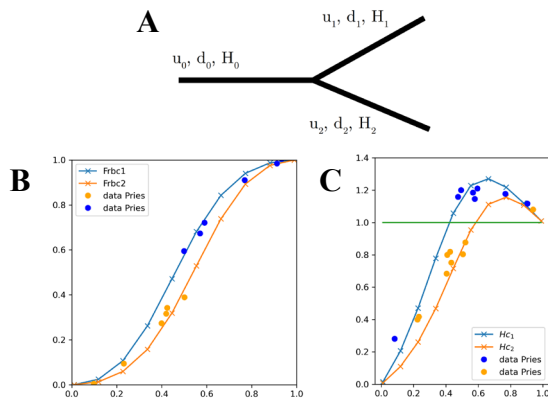 A
u₁, d₁, H₁
u₀, d₀, H₀
u₂, d₂, H₂
B
1.0
0.8
0.6
0.4
0.2
0.0
0.0 0.2 0.4 0.6 0.8 1.0
Frbc1
Frbc2
data Pries
data Pries
C
1.4
1.2
1.0
0.8
0.6
0.4
0.2
0.0
0.0 0.2 0.4 0.6 0.8 1.0
Hc₁
Hc₂
data Pries
data Pries